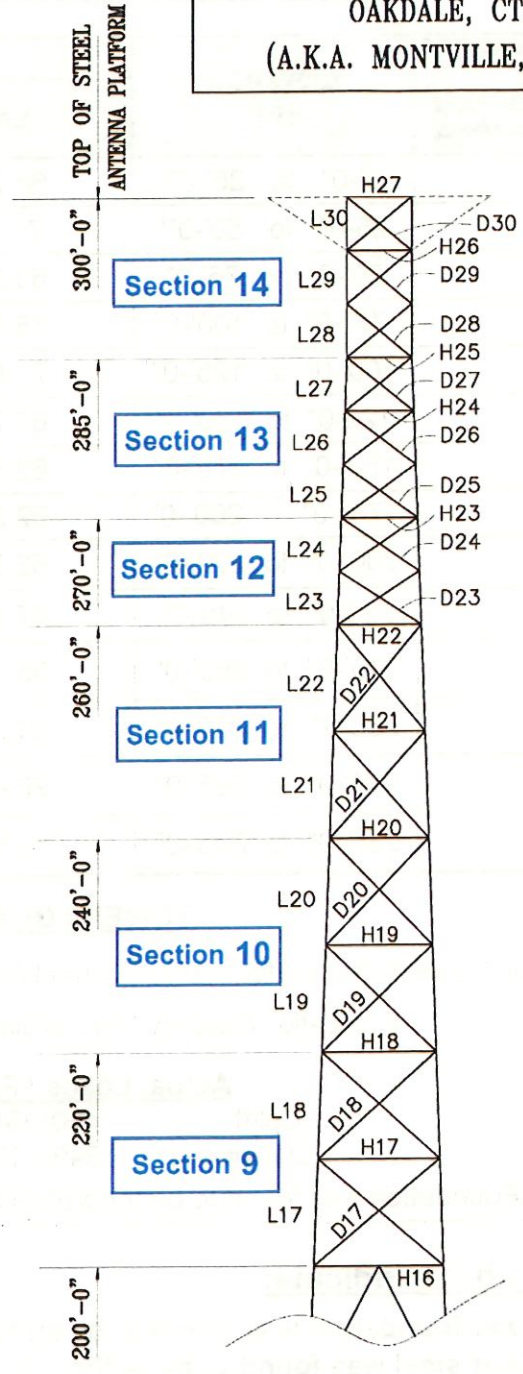 OAKDALE, CT
(A.K.A. MONTVILLE,
TOP OF STEEL
ANTENNA PLATFORM
H27
L30
D30
H26
300'-0"
Section 14
L29
D29
L28
D28
H25
285'-0"
L27
D27
H24
Section 13
L26
D26
L25
D25
H23
270'-0"
L24
D24
Section 12
L23
D23
H22
260'-0"
L22
D22
Section 11
H21
L21
D21
H20
240'-0"
L20
D20
Section 10
H19
L19
D19
H18
220'-0"
L18
D18
Section 9
H17
L17
D17
H16
200'-0"